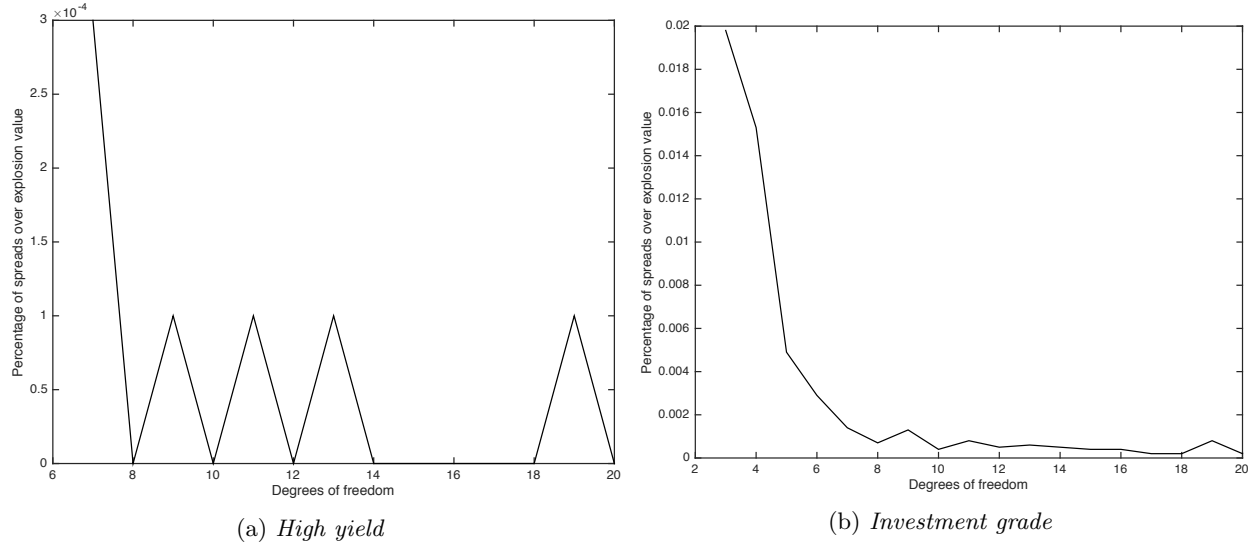 3 ×10⁻⁴
2.5
2
1.5
1
0.5
0
6 8 10 12 14 16 18 20
Percentage of spreads over explosion value
Degrees of freedom
(a) High yield
0.02
0.018
0.016
0.014
0.012
0.01
0.008
0.006
0.004
0.002
0
2 4 6 8 10 12 14 16 18 20
Percentage of spreads over explosion value
Degrees of freedom
(b) Investment grade